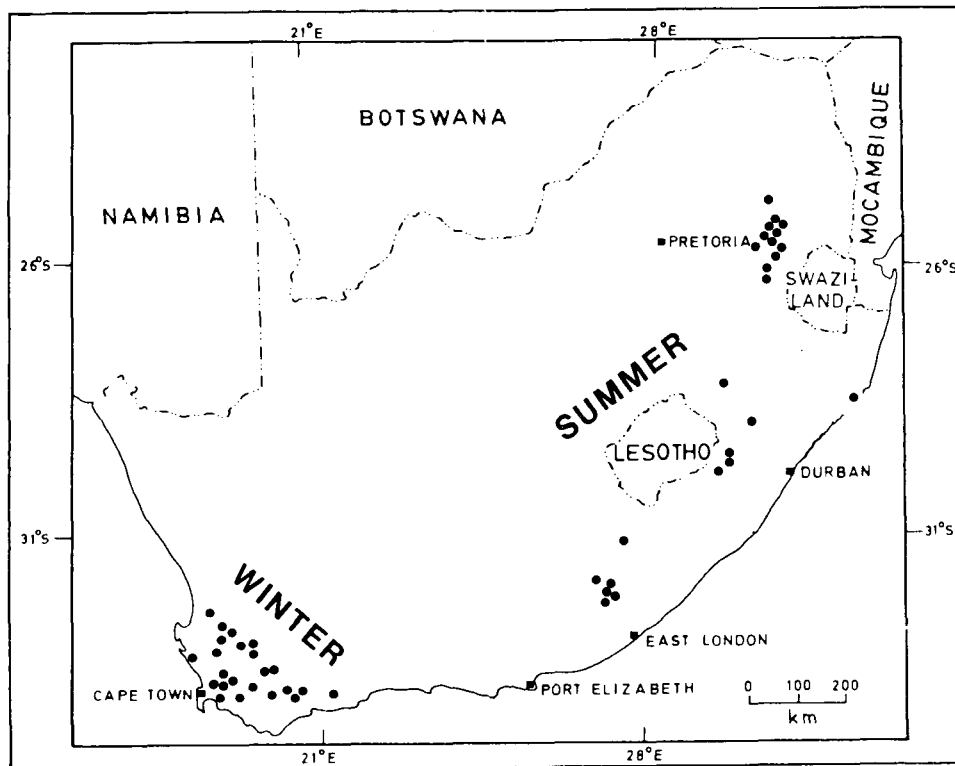 21°E
28°E
BOTSWANA
MOCAMBIQUE
NAMIBIA
PRETORIA
26°S
26°S
SWAZI-
LAND
SUMMER
LESOTHO
DURBAN
31°S
31°S
WINTER
EAST LONDON
CAPE TOWN
PORT ELIZABETH
0 100 200
km
21°E
28°E